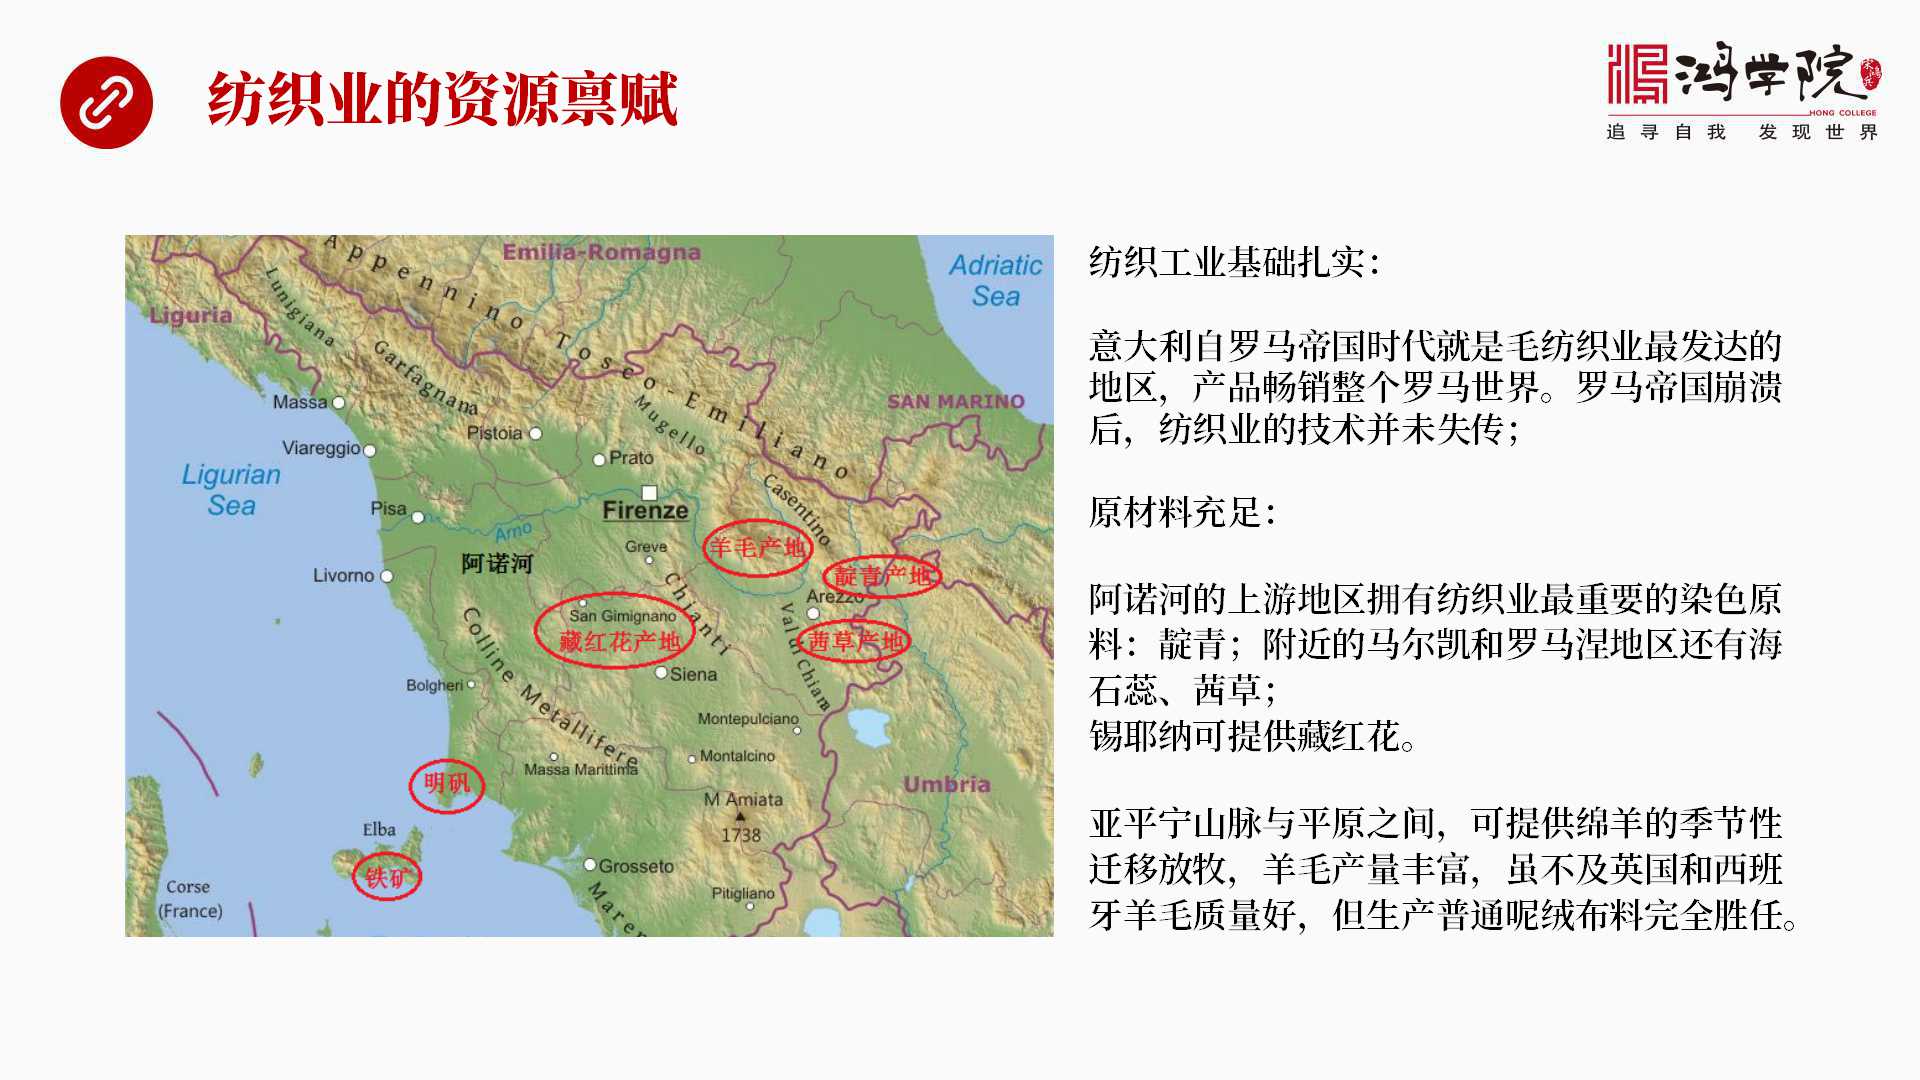 纺织业的资源禀赋
鸿学院
宋鸿兵
HONG COLLEGE
追寻自我 发现世界
Appennino Tosco-Emiliano
Emilia-Romagna
Adriatic
Sea
Liguria
Lunigiana
Garfagnana
Mugello
SAN MARINO
Massa
Viareggio
Pistoia
Prato
Ligurian
Sea
Casentino
Pisa
Firenze
Arno
阿诺河
Greve
羊毛产地
靛青产地
Livorno
Chianti
Arezzo
San Gimignano
藏红花产地
Val di Chiana
茜草产地
Colline Metallifere
Siena
Bolgheri
Montepulciano
Montalcino
Massa Marittima
明矾
Umbria
M Amiata
1738
Elba
铁矿
Grosseto
Corse
(France)
Pitigliano
Marem
纺织工业基础扎实：
意大利自罗马帝国时代就是毛纺织业最发达的
地区，产品畅销整个罗马世界。罗马帝国崩溃
后，纺织业的技术并未失传；
原材料充足：
阿诺河的上游地区拥有纺织业最重要的染色原
料：靛青；附近的马尔凯和罗马涅地区还有海
石蕊、茜草；
锡耶纳可提供藏红花。
亚平宁山脉与平原之间，可提供绵羊的季节性
迁移放牧，羊毛产量丰富，虽不及英国和西班
牙羊毛质量好，但生产普通呢绒布料完全胜任。